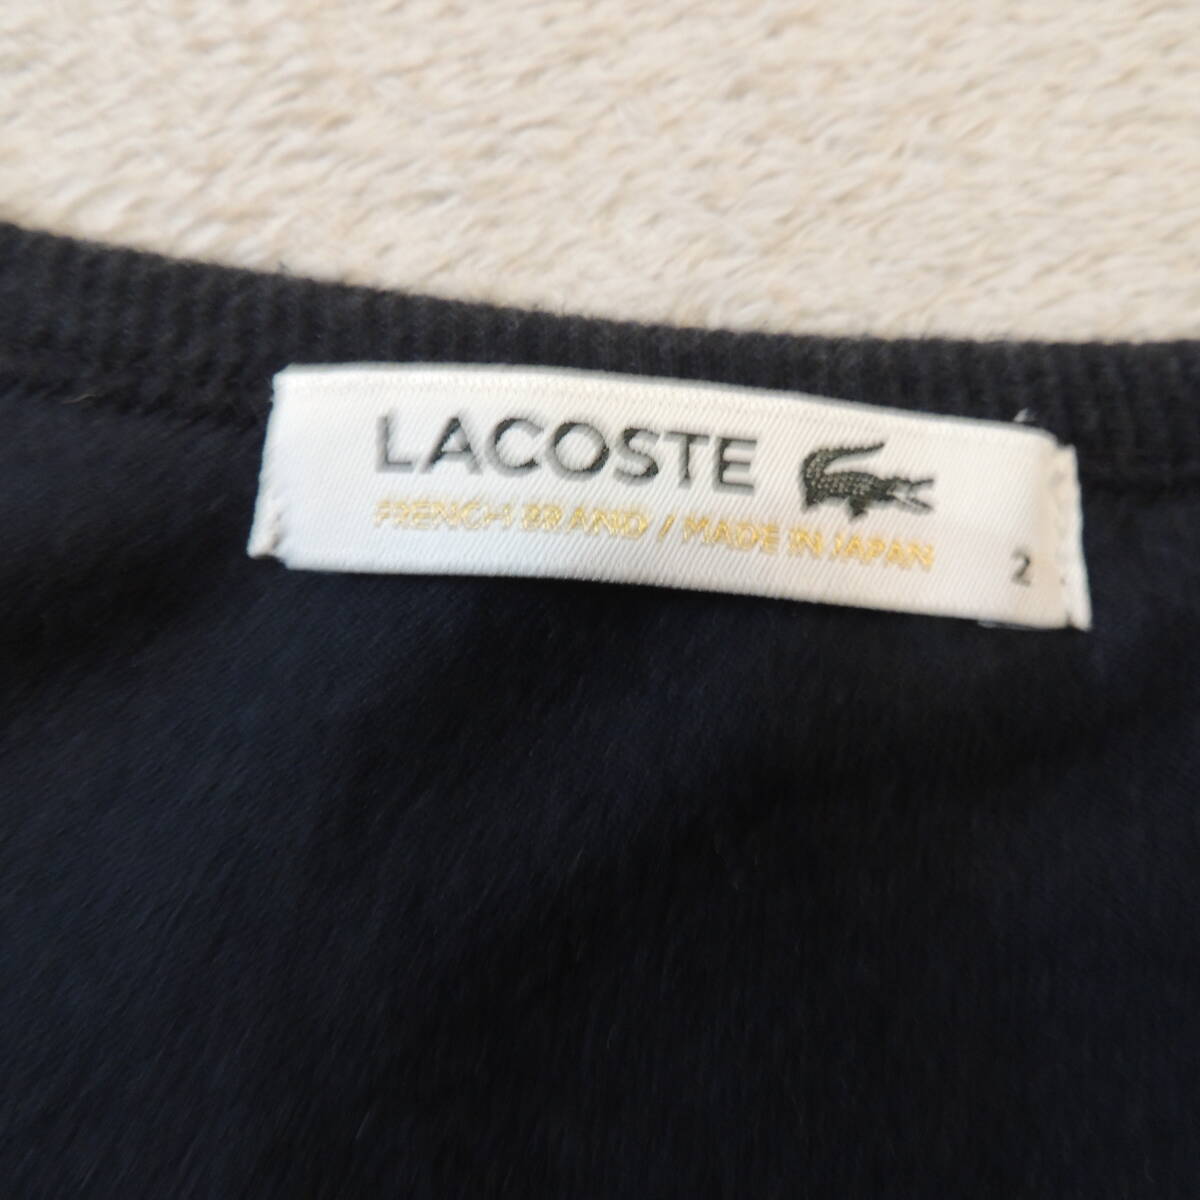 LACOSTE
FRENCH BRAND / MADE IN JAPAN
2